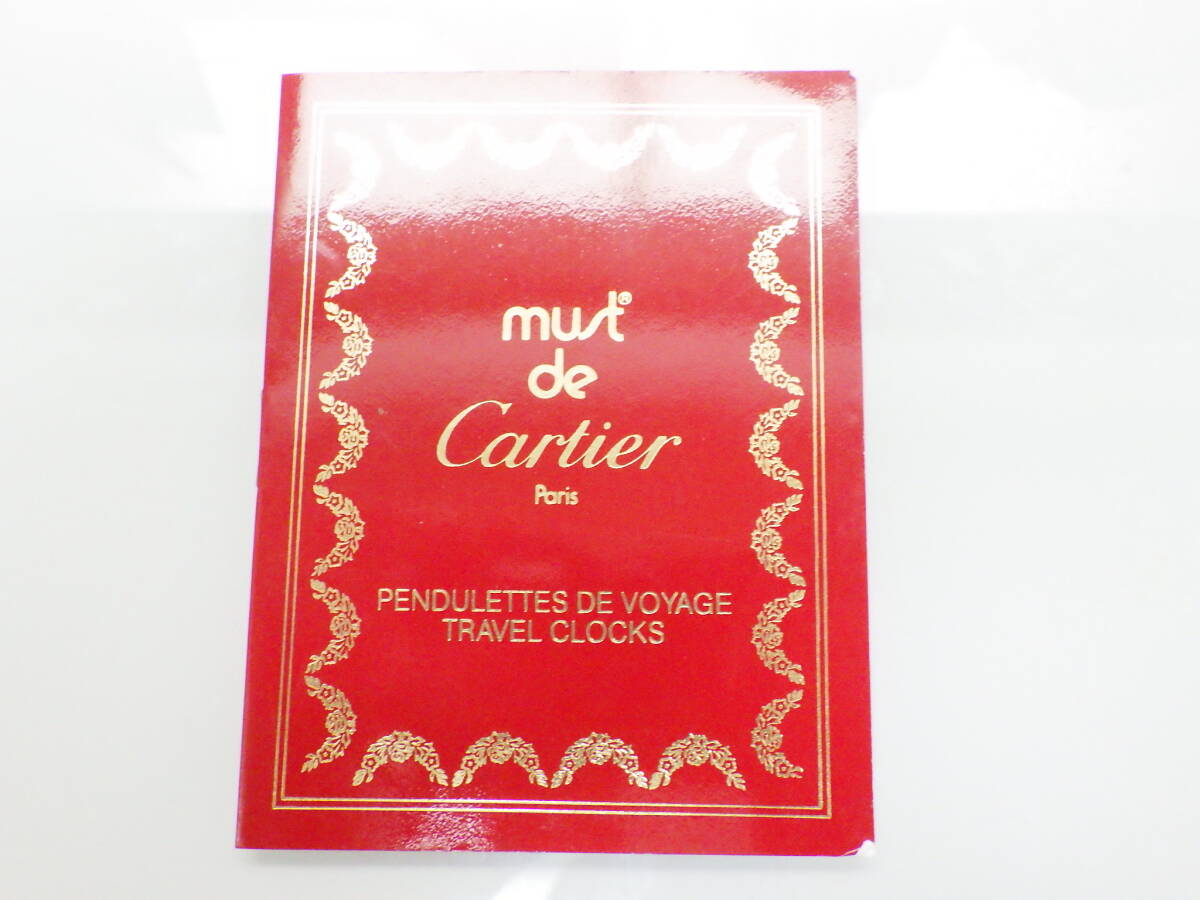 must®
de
Cartier
Paris
PENDULETTES DE VOYAGE
TRAVEL CLOCKS